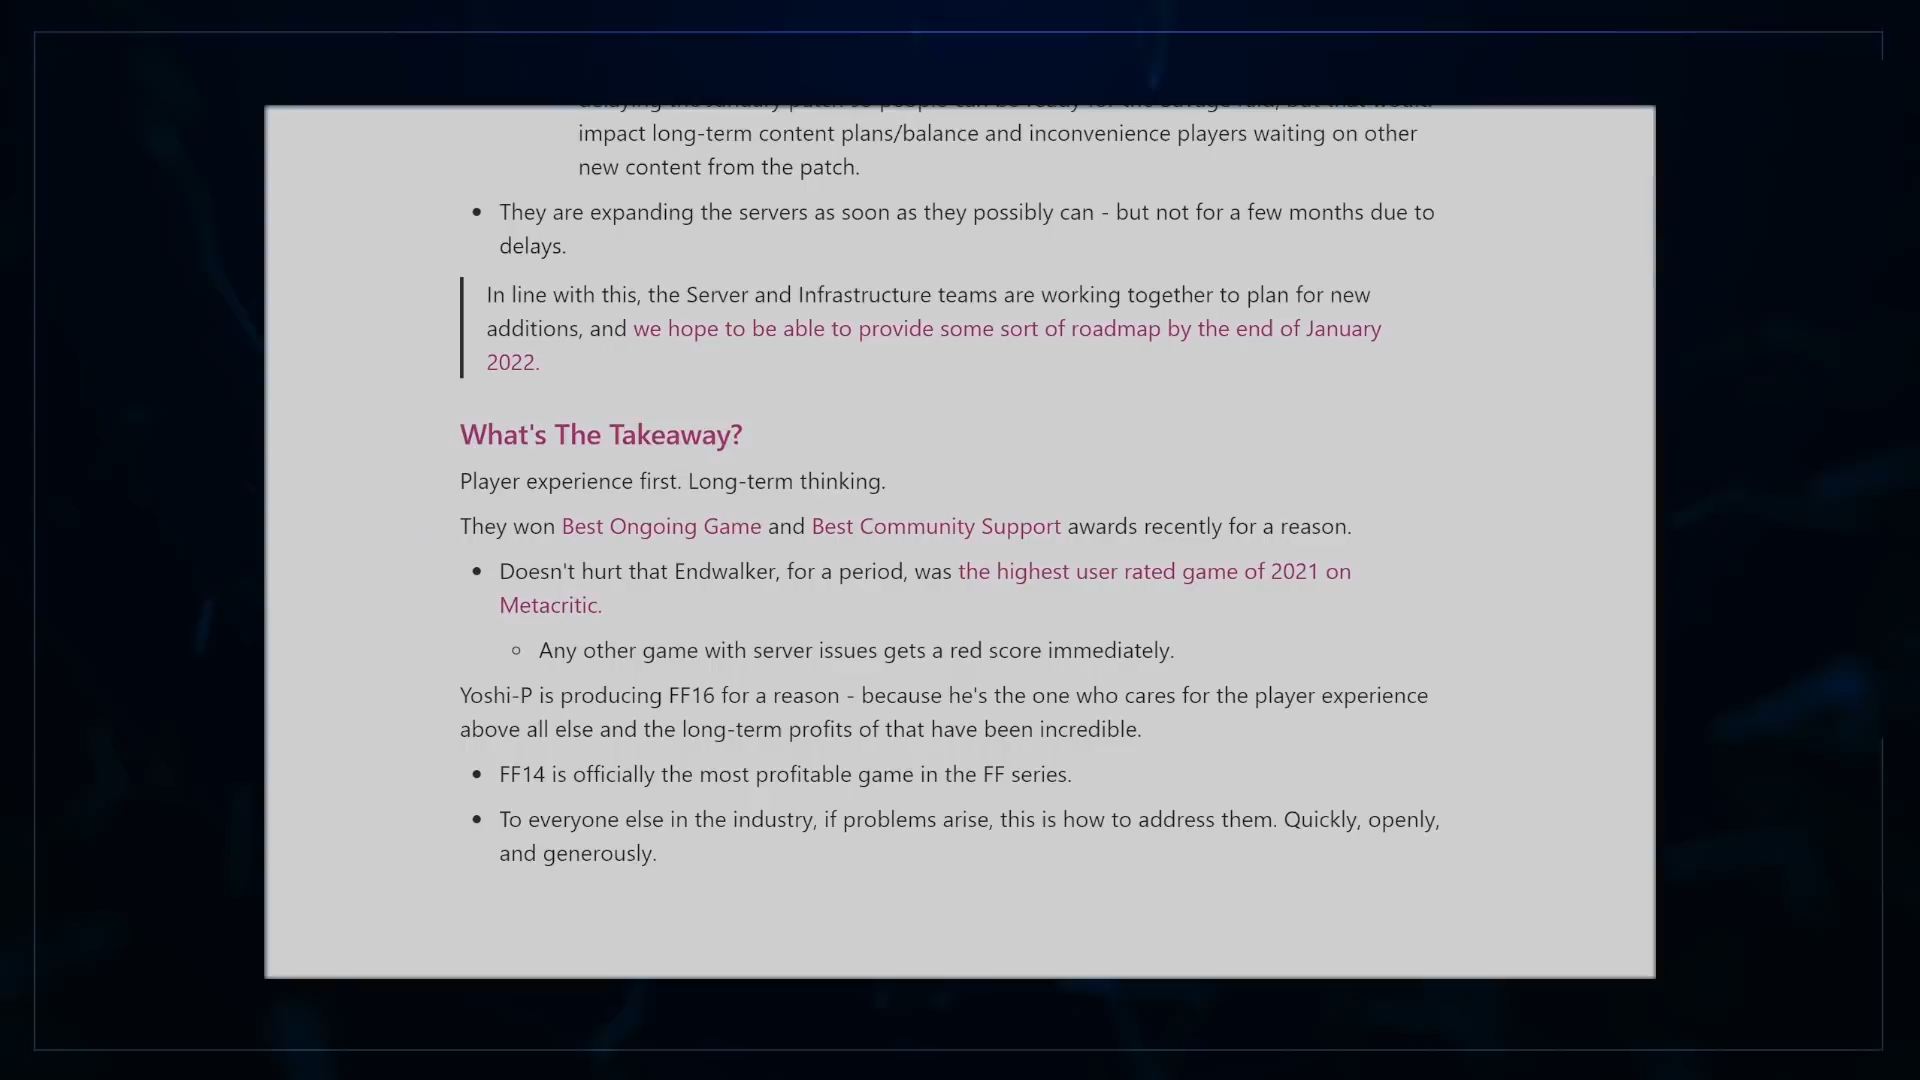 impact long-term content plans/balance and inconvenience players waiting on other
new content from the patch.
• They are expanding the servers as soon as they possibly can - but not for a few months due to
delays.
In line with this, the Server and Infrastructure teams are working together to plan for new
additions, and we hope to be able to provide some sort of roadmap by the end of January
2022.
What's The Takeaway?
Player experience first. Long-term thinking.
They won Best Ongoing Game and Best Community Support awards recently for a reason.
• Doesn't hurt that Endwalker, for a period, was the highest user rated game of 2021 on
Metacritic.
◦ Any other game with server issues gets a red score immediately.
Yoshi-P is producing FF16 for a reason - because he's the one who cares for the player experience
above all else and the long-term profits of that have been incredible.
• FF14 is officially the most profitable game in the FF series.
• To everyone else in the industry, if problems arise, this is how to address them. Quickly, openly,
and generously.